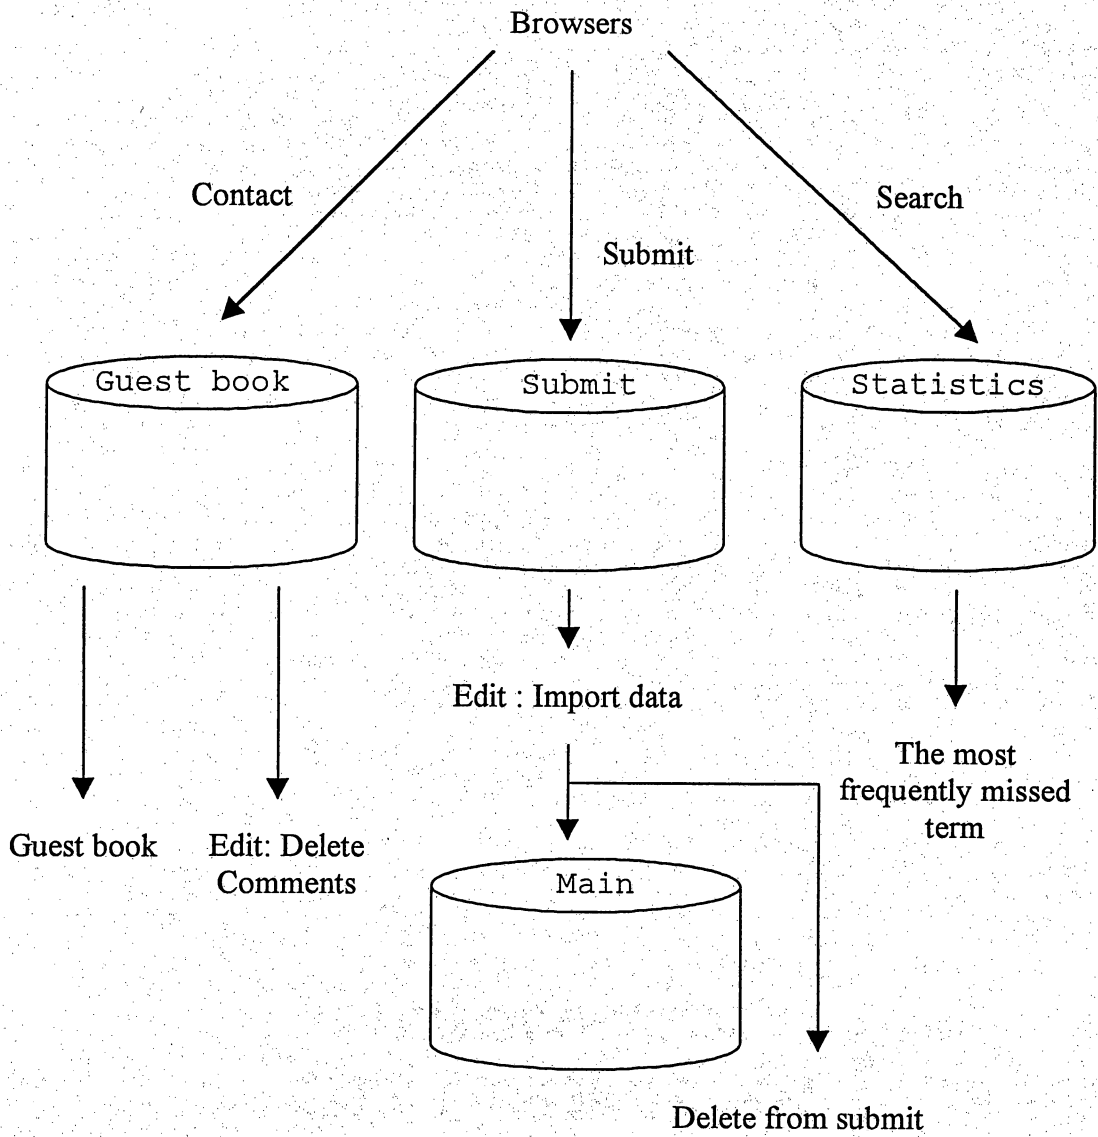 Browsers
Contact
Search
Submit
Guest book
Submit
Statistics
Edit : Import data
The most
frequently missed
term
Guest book
Edit: Delete
Comments
Main
Delete from submit